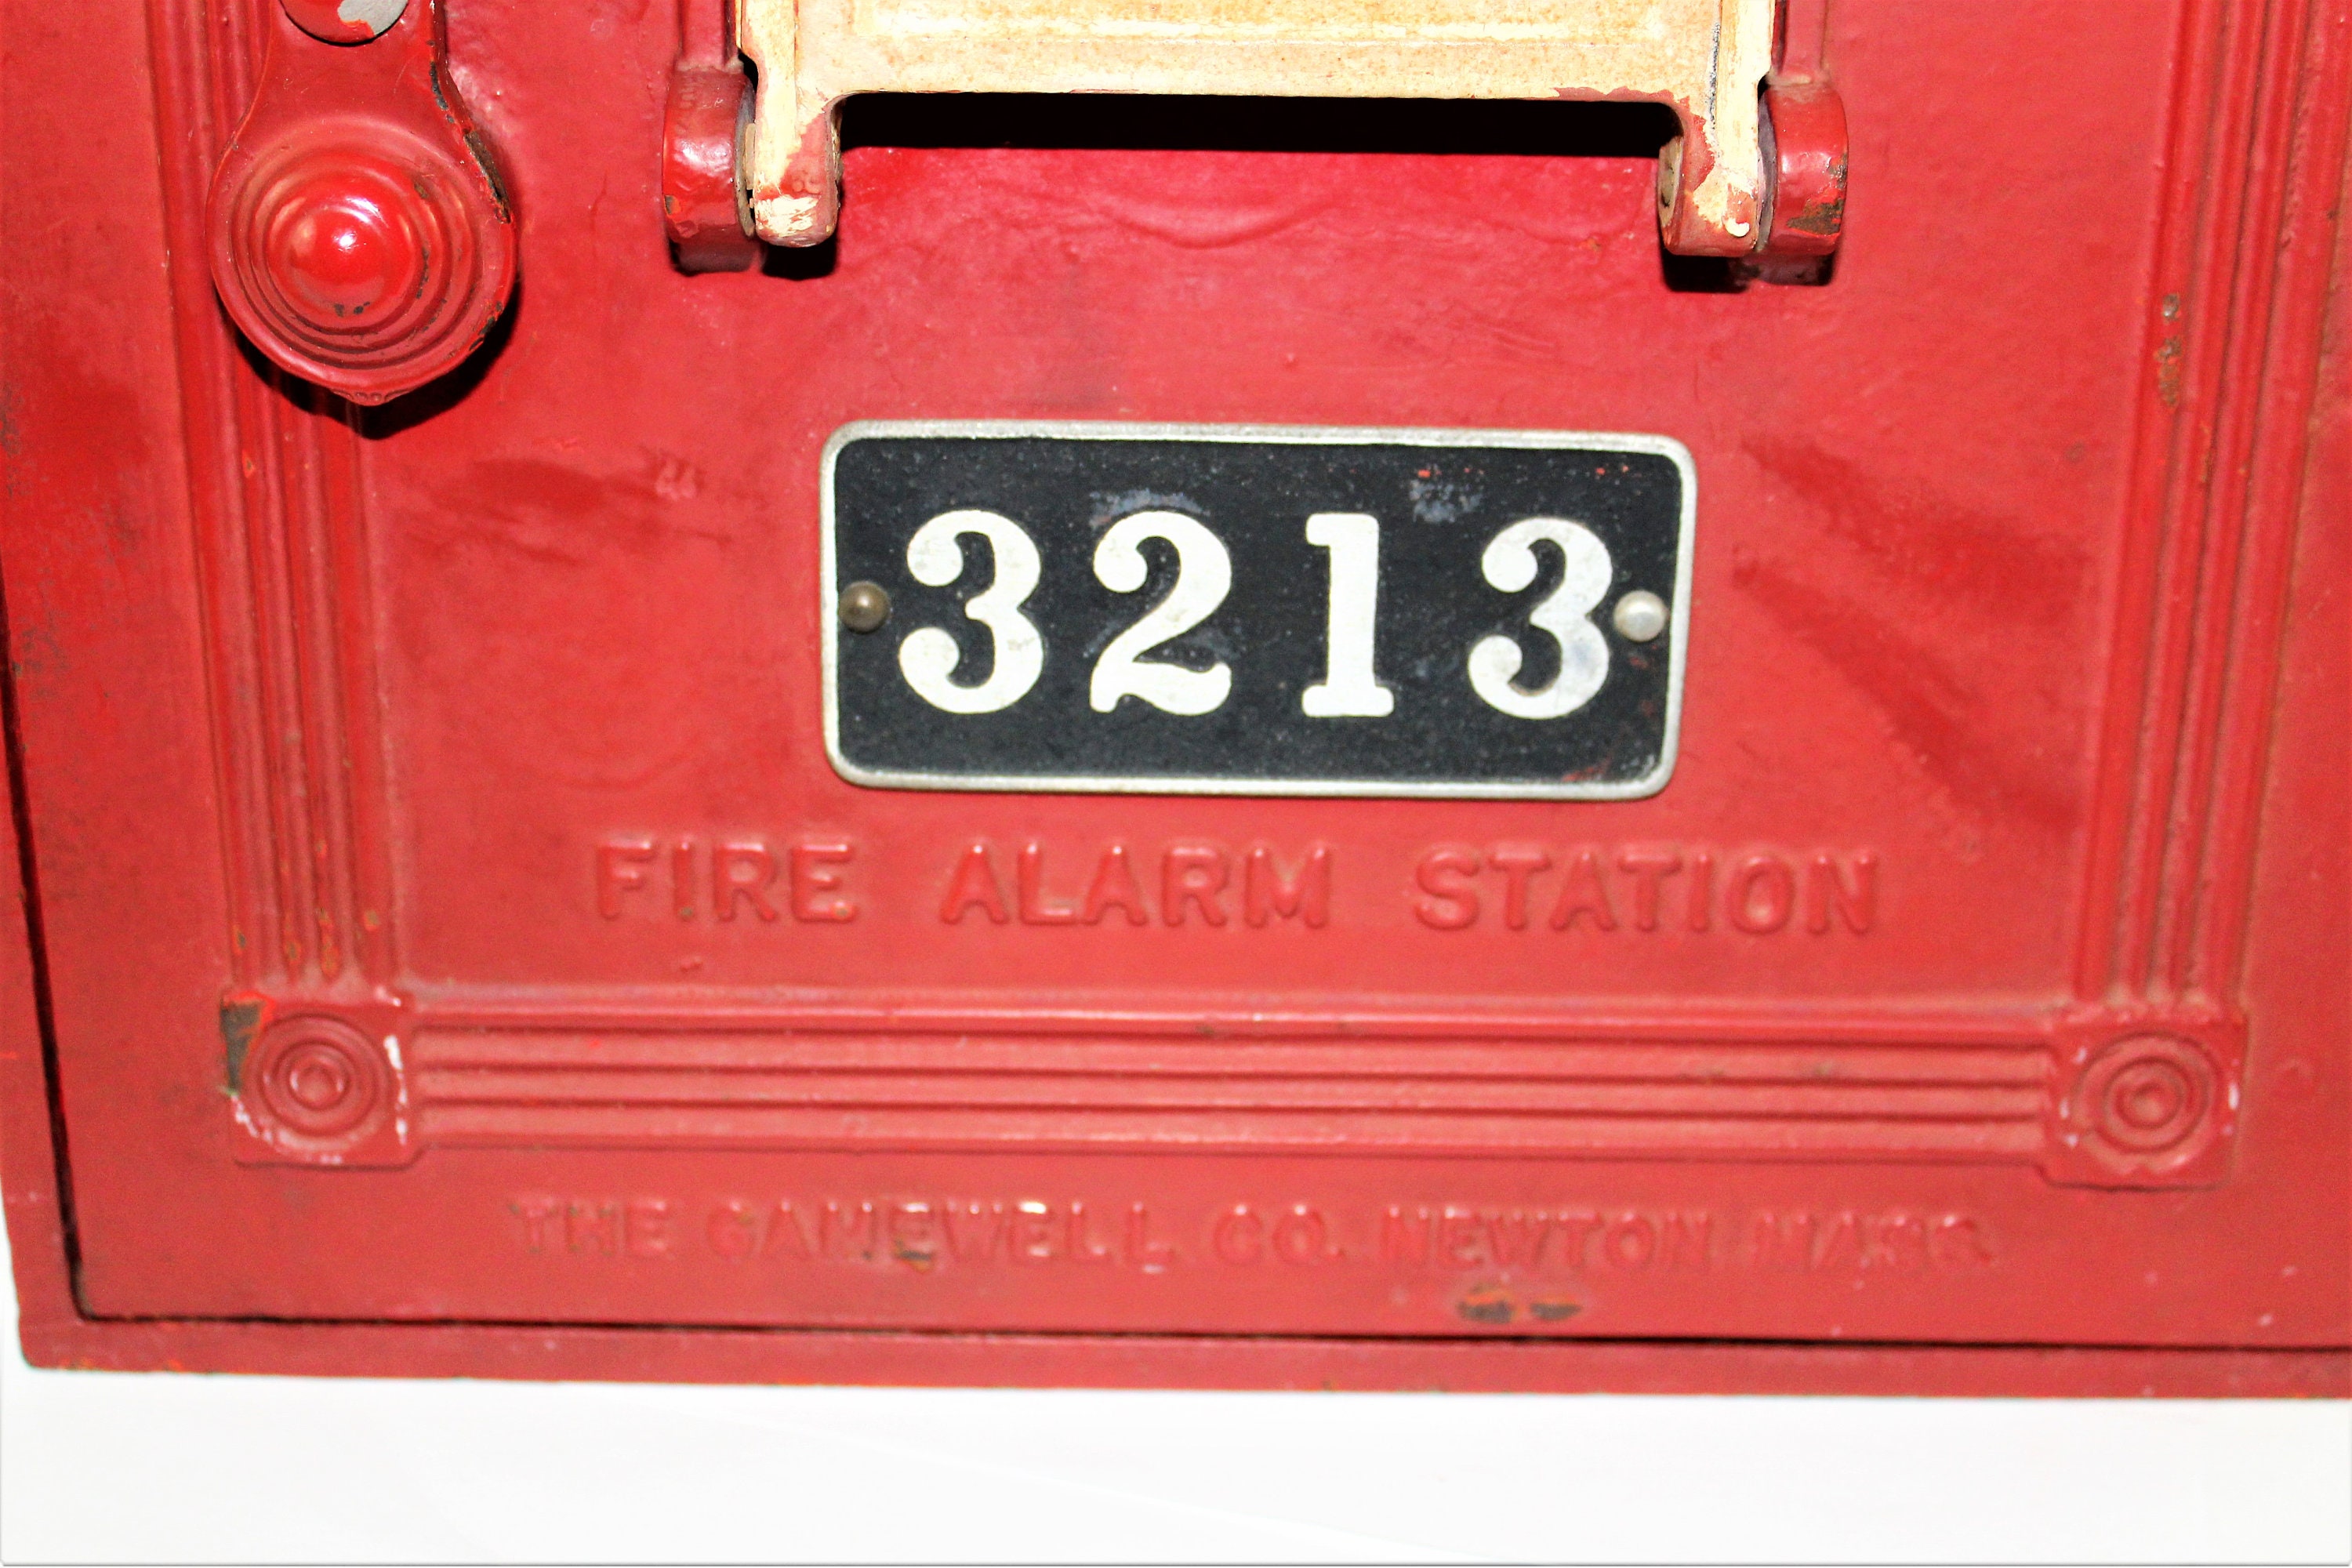 3213
FIRE ALARM STATION
THE GAMEWELL CO. NEWTON MASS.